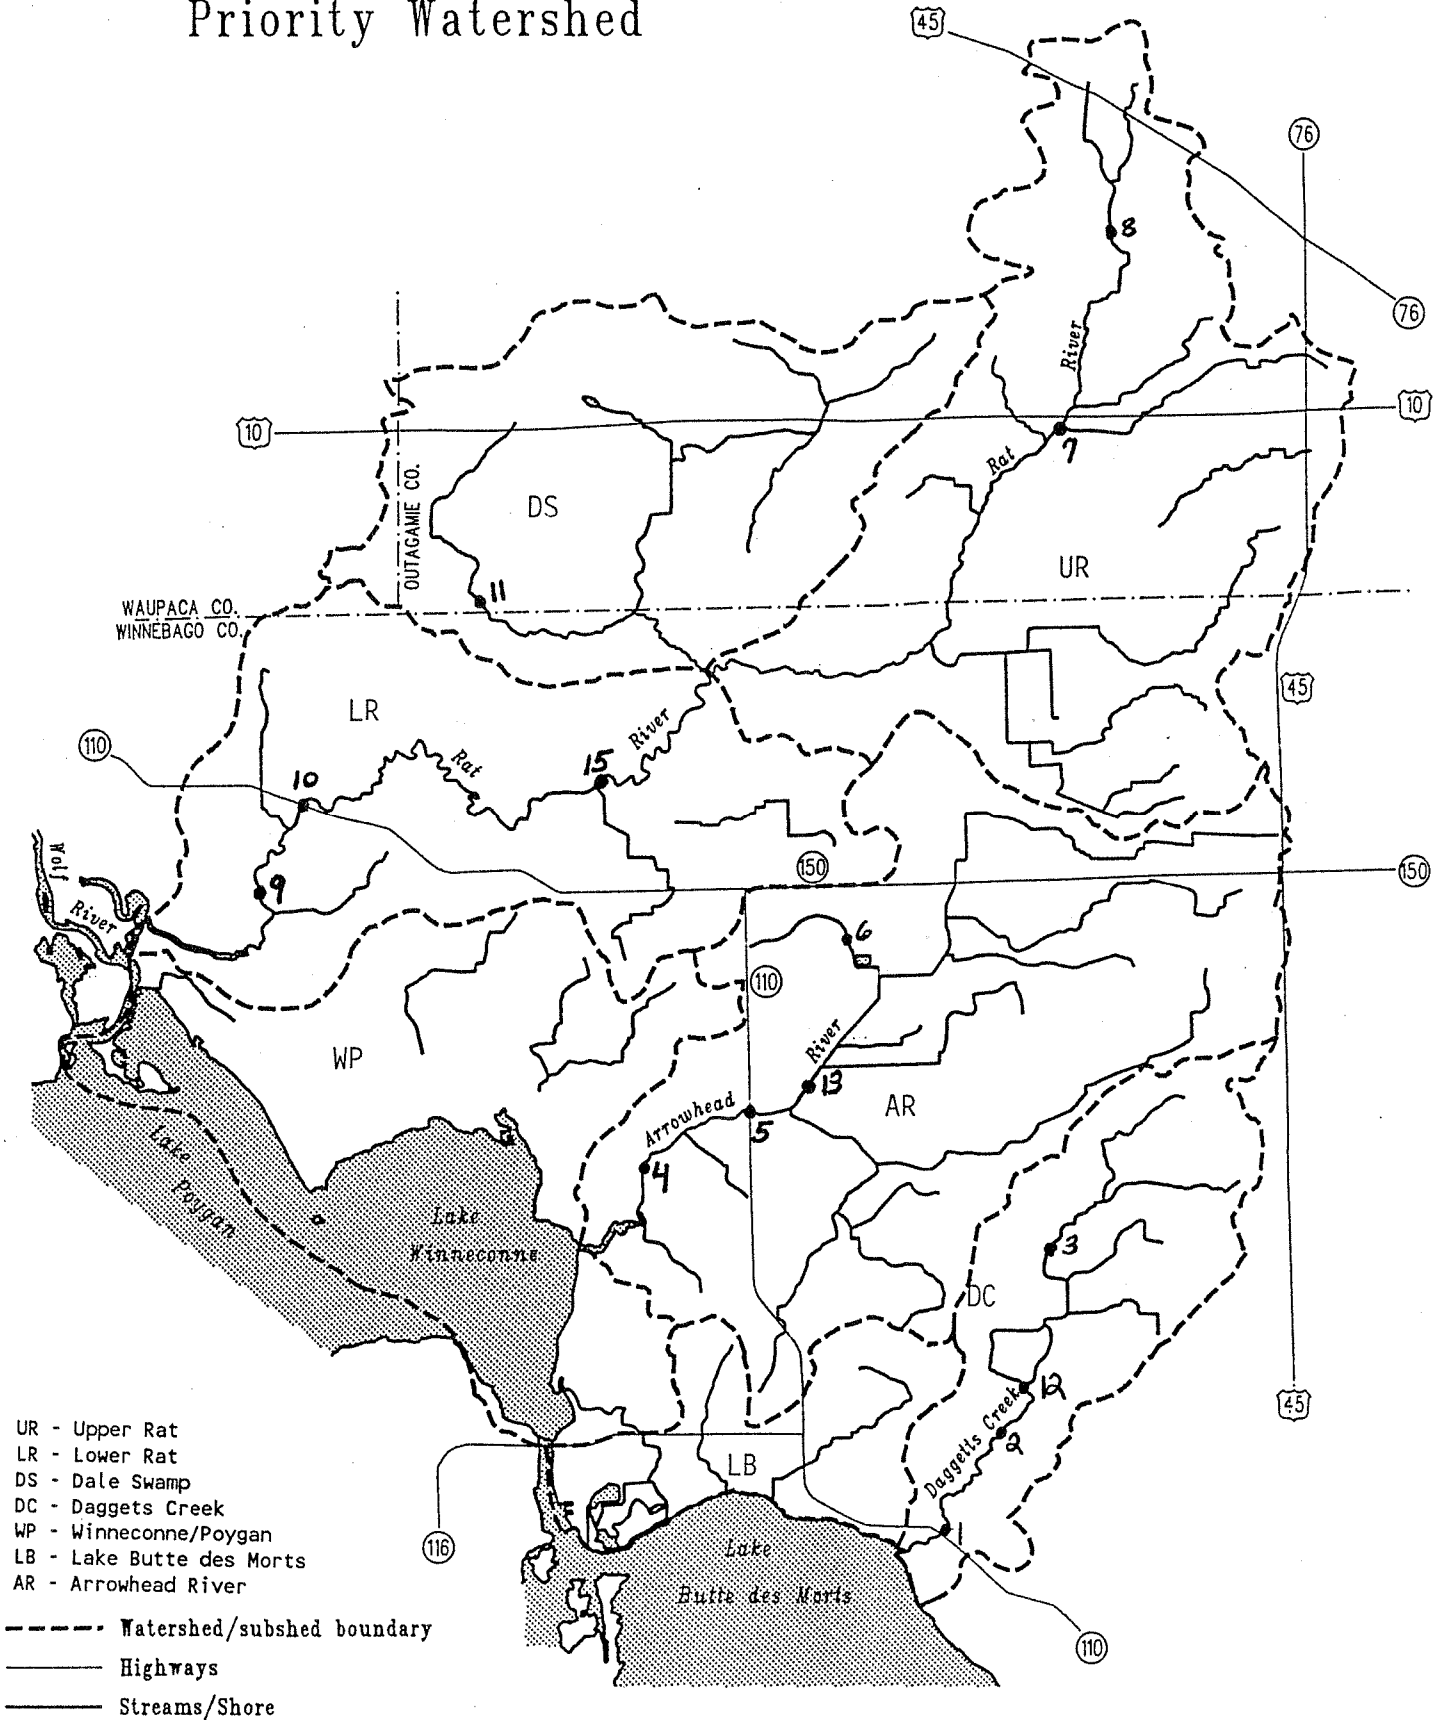 Priority Watershed
45
76
8
76
River
10
10
7
Rat
OUTAGAMIE CO.
DS
UR
11
WAUPACA CO.
WINNEBAGO CO.
45
LR
110
River
Rat
15
10
150
150
Wolf
River
9
6
110
WP
River
13
AR
Arrowhead
5
4
Lake
Poygan
Lake
Winneconne
3
DC
12
Daggetts Creek
2
45
LB
1
116
Lake
Butte des Morts
110
UR - Upper Rat
LR - Lower Rat
DS - Dale Swamp
DC - Daggets Creek
WP - Winneconne/Poygan
LB - Lake Butte des Morts
AR - Arrowhead River
Watershed/subshed boundary
Highways
Streams/Shore